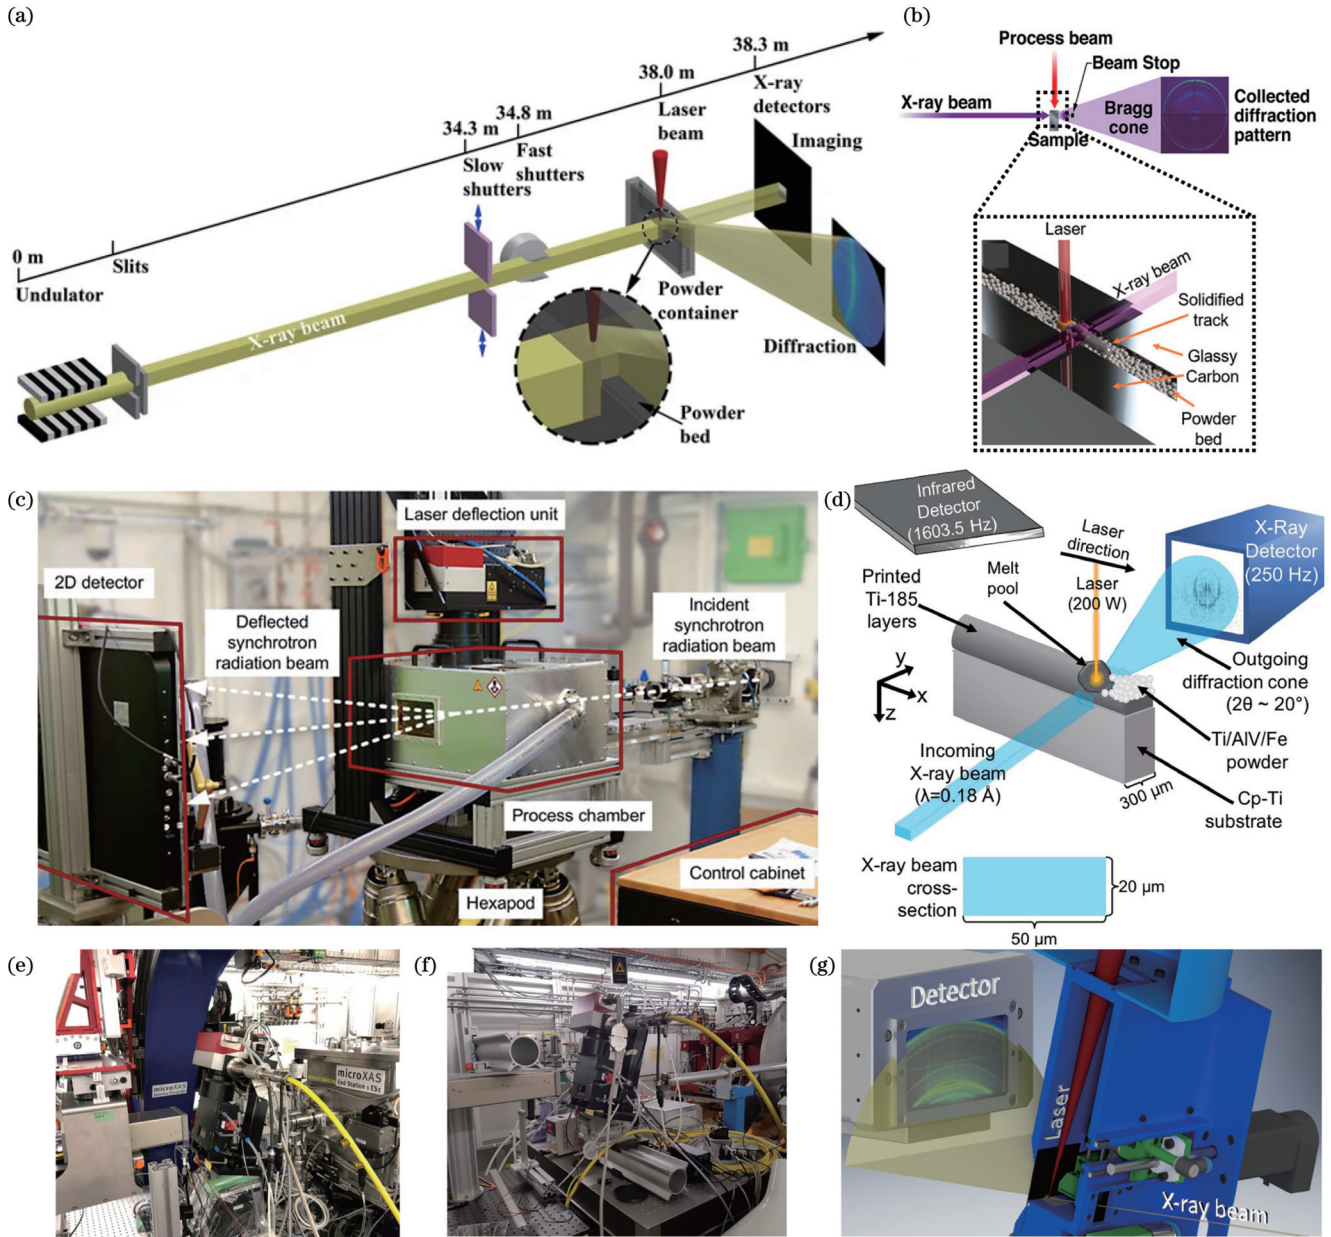 (a)
38.3 m
X-ray
detectors
38.0 m
Laser
beam
34.8 m
Fast
shutters
34.3 m
Slow
shutters
Imaging
0 m
Undulator
Slits
X-ray beam
Powder
container
Diffraction
Powder
bed
(b)
Process beam
Beam Stop
X-ray beam
Bragg
cone
Collected
diffraction
pattern
Sample
Laser
X-ray beam
Solidified
track
Glassy
Carbon
Powder
bed
(c)
Laser deflection unit
2D detector
Deflected
synchrotron
radiation beam
Incident
synchrotron
radiation beam
Process chamber
Control cabinet
Hexapod
(d)
Infrared
Detector
(1603.5 Hz)
Laser
direction
X-Ray
Detector
(250 Hz)
Printed
Ti-185
layers
Melt
pool
Laser
(200 W)
y
x
z
Outgoing
diffraction cone
(2θ ~ 20°)
Incoming
X-ray beam
(λ=0.18 Å)
Ti/AlV/Fe
powder
300 µm
Cp-Ti
substrate
X-ray beam
cross-
section
20 µm
50 µm
(e)
microXAS
microXAS
End Station : ES1
(f)
(g)
Detector
Laser
X-ray beam